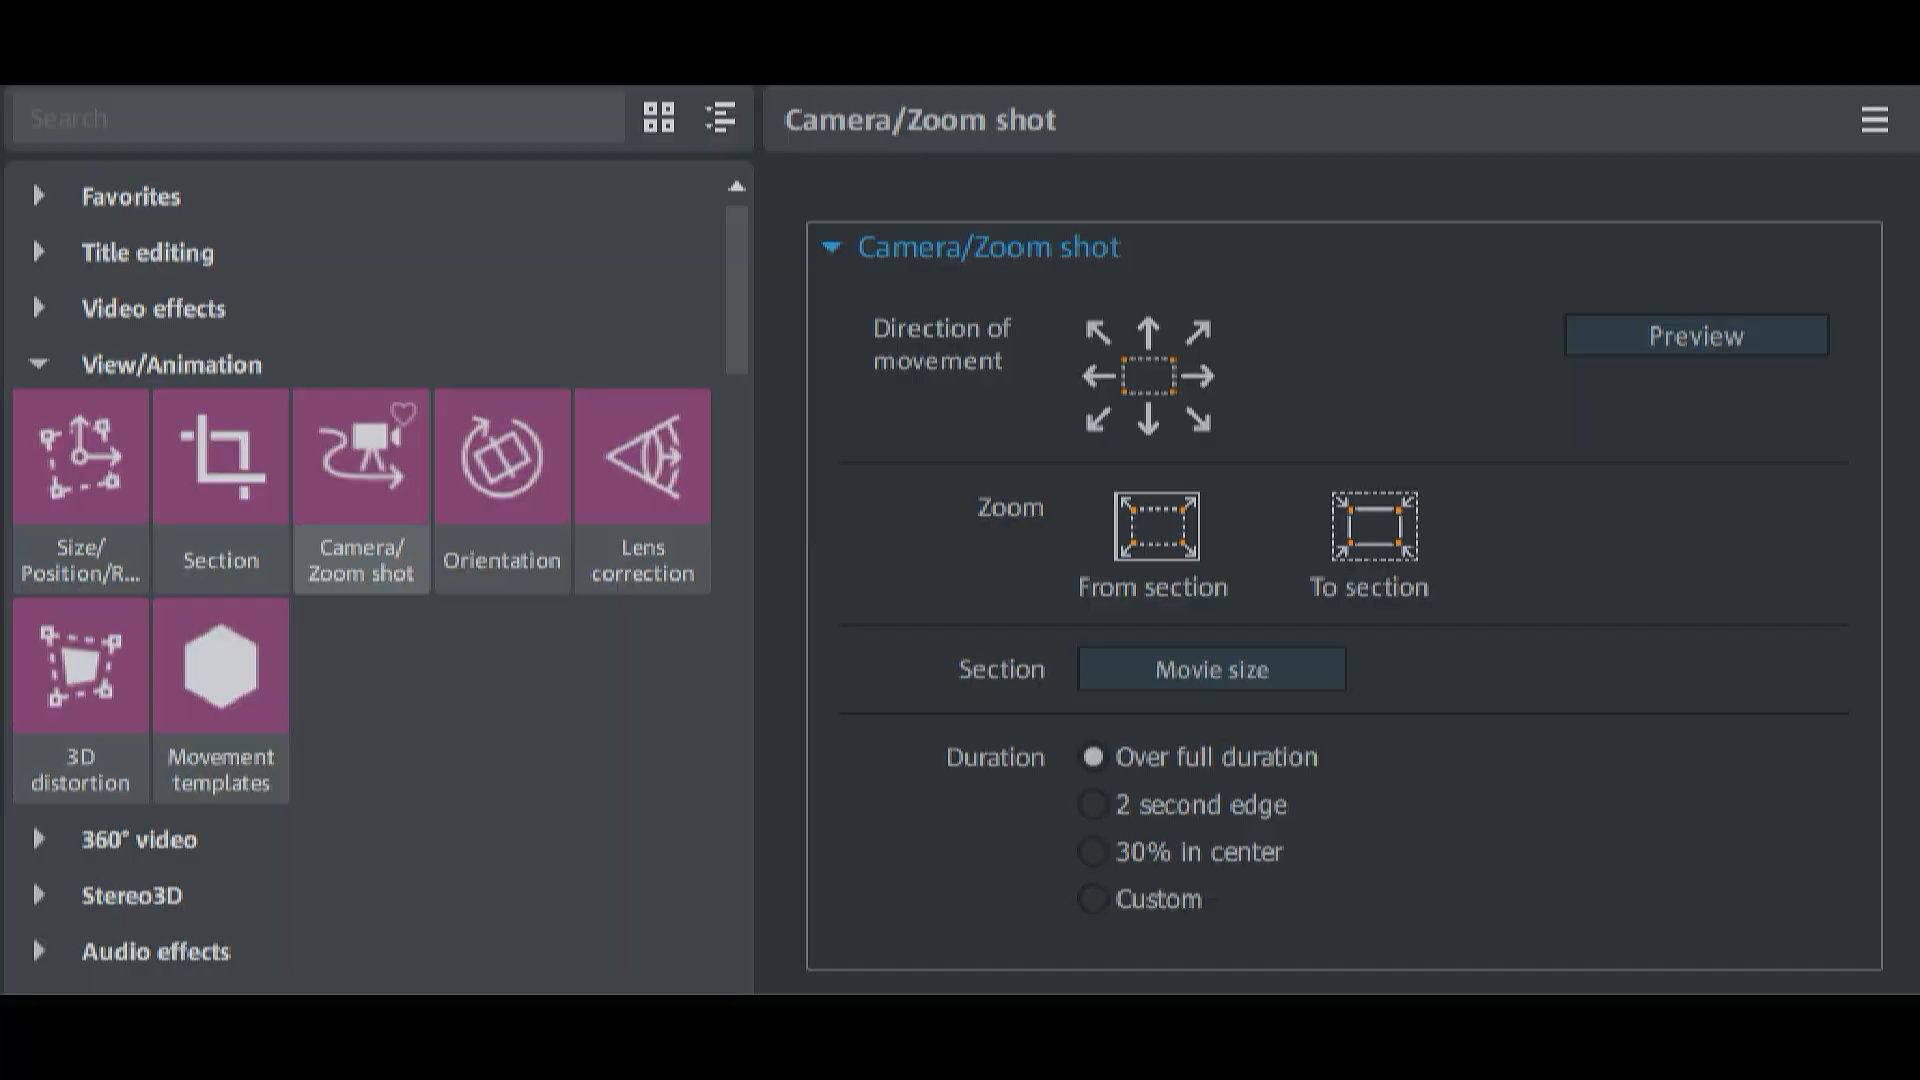 Search
Camera/Zoom shot
Favorites
Title editing
Video effects
View/Animation
Size/
Position/R...
Section
Camera/
Zoom shot
Orientation
Lens
correction
3D
distortion
Movement
templates
360° video
Stereo3D
Audio effects
Camera/Zoom shot
Direction of
movement
Preview
Zoom
From section
To section
Section
Movie size
Duration
Over full duration
2 second edge
30% in center
Custom